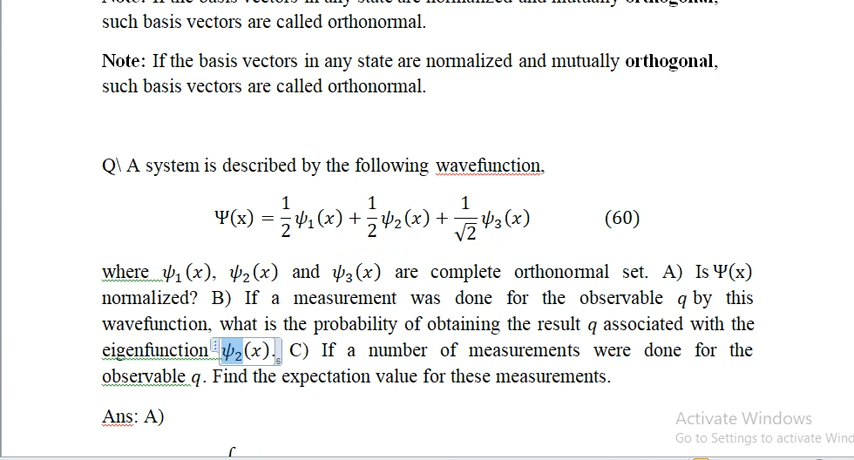 such basis vectors are called orthonormal.
Note: If the basis vectors in any state are normalized and mutually orthogonal,
such basis vectors are called orthonormal.
Q\ A system is described by the following wavefunction,
Ψ(x) = 1/2 ψ₁(x) + 1/2 ψ₂(x) + 1/√2 ψ₃(x) (60)
where ψ₁(x), ψ₂(x) and ψ₃(x) are complete orthonormal set. A) Is Ψ(x)
normalized? B) If a measurement was done for the observable q by this
wavefunction, what is the probability of obtaining the result q associated with the
eigenfunction ψ₂(x). C) If a number of measurements were done for the
observable q. Find the expectation value for these measurements.
Ans: A)
Activate Windows
Go to Settings to activate Wind